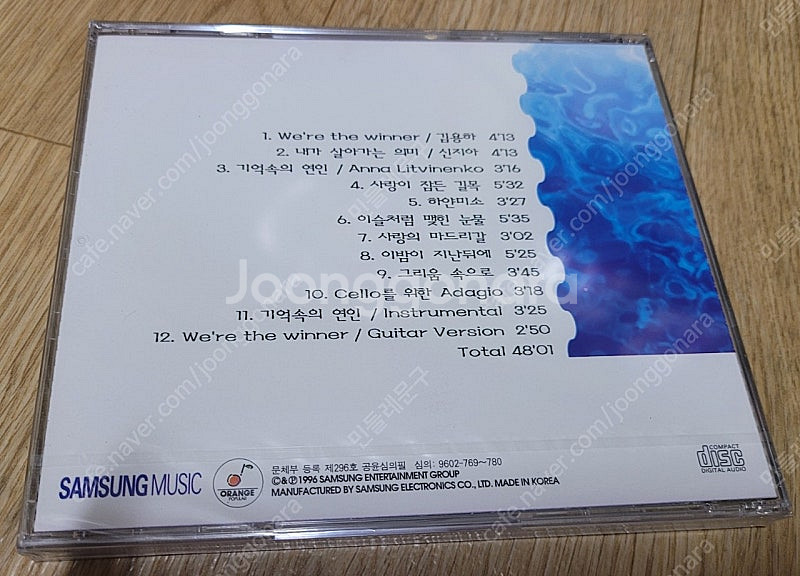 1. We're the winner / 김용하 4'13
2. 내가 살아가는 의미 / 신지아 4'13
3. 기억속의 연인 / Anna Litvinenko 3'16
4. 사랑이 잠든 길목 5'32
5. 하얀미소 3'27
6. 이슬처럼 맺힌 눈물 5'35
7. 사랑의 마드리갈 3'02
8. 이밤이 지난뒤에 5'25
9. 그리움 속으로 3'45
10. Cello를 위한 Adagio 3'18
11. 기억속의 연인 / Instrumental 3'25
12. We're the winner / Guitar Version 2'50
Total 48'01
Joonggonara
SAMSUNG MUSIC
ORANGE
POPULAR
문체부 등록 제296호 공윤심의필 심의: 9602-769~780
©&℗1996 SAMSUNG ENTERTAINMENT GROUP
MANUFACTURED BY SAMSUNG ELECTRONICS CO., LTD. MADE IN KOREA
COMPACT
disc
DIGITAL AUDIO
cafe.naver.com/joonggonara
민들레문구